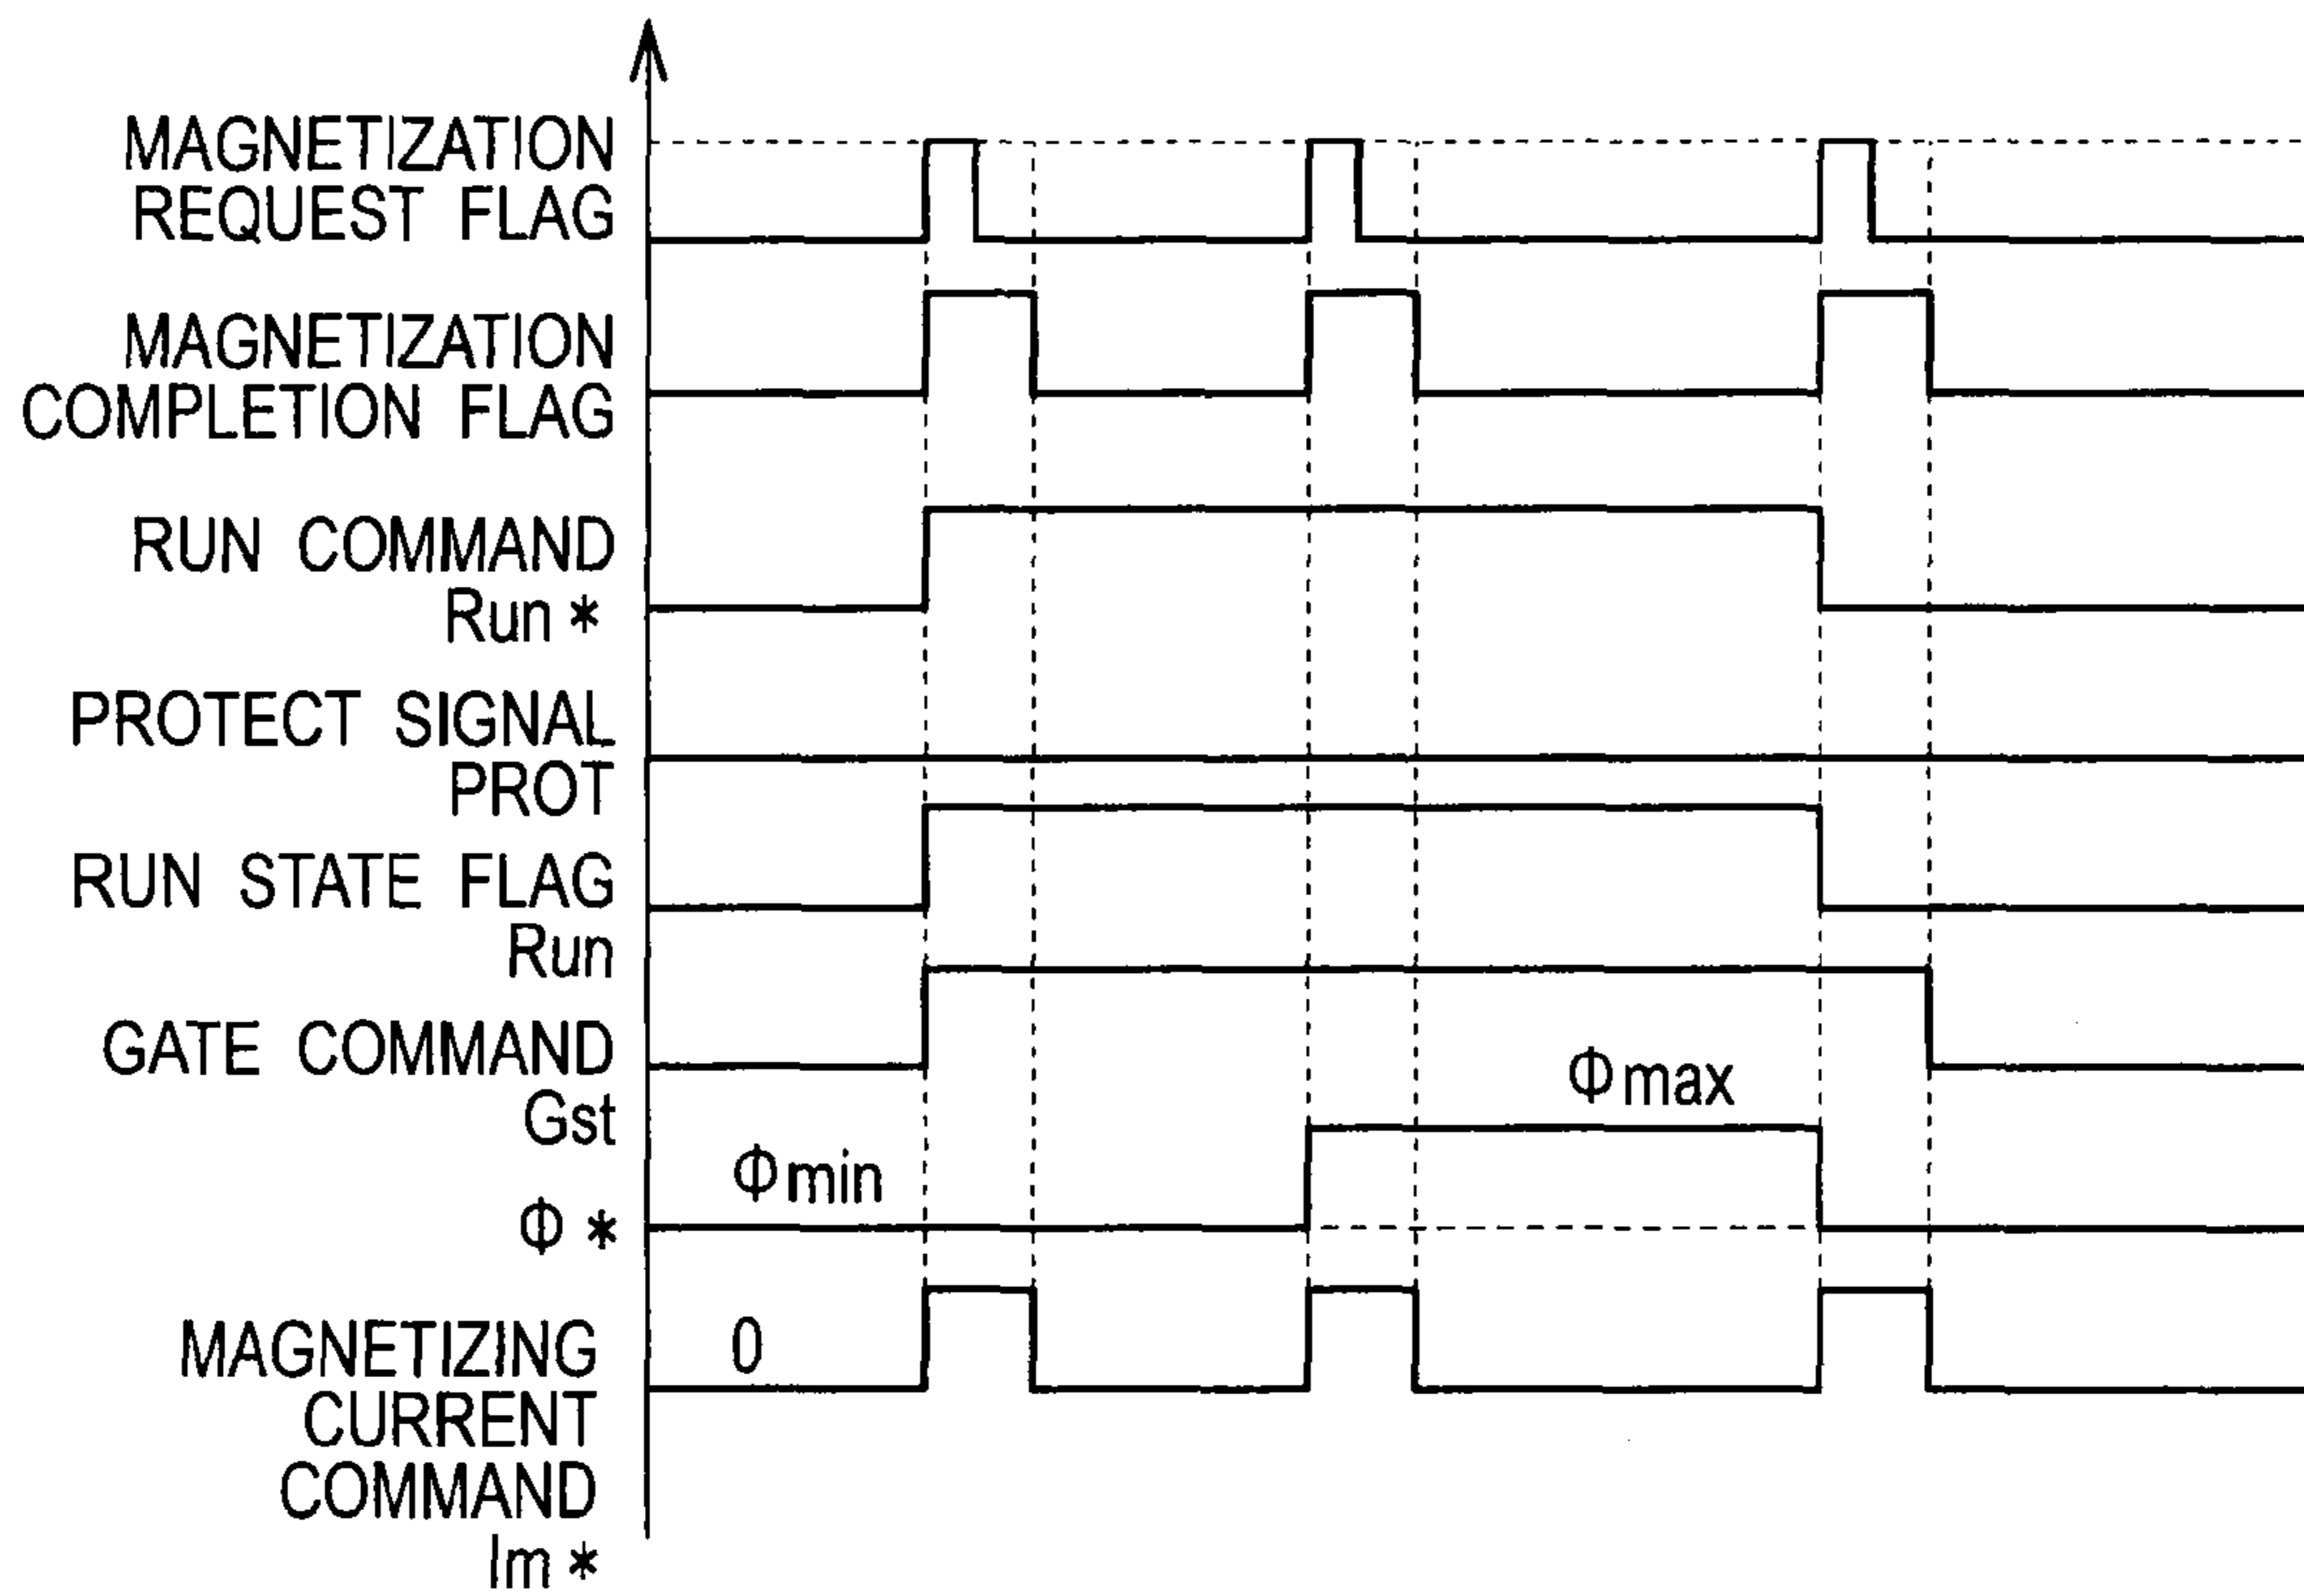 MAGNETIZATION
REQUEST FLAG
MAGNETIZATION
COMPLETION FLAG
RUN COMMAND
Run *
PROTECT SIGNAL
PROT
RUN STATE FLAG
Run
GATE COMMAND
Gst
Φmax
Φmin
Φ *
0
MAGNETIZING
CURRENT
COMMAND
Im *